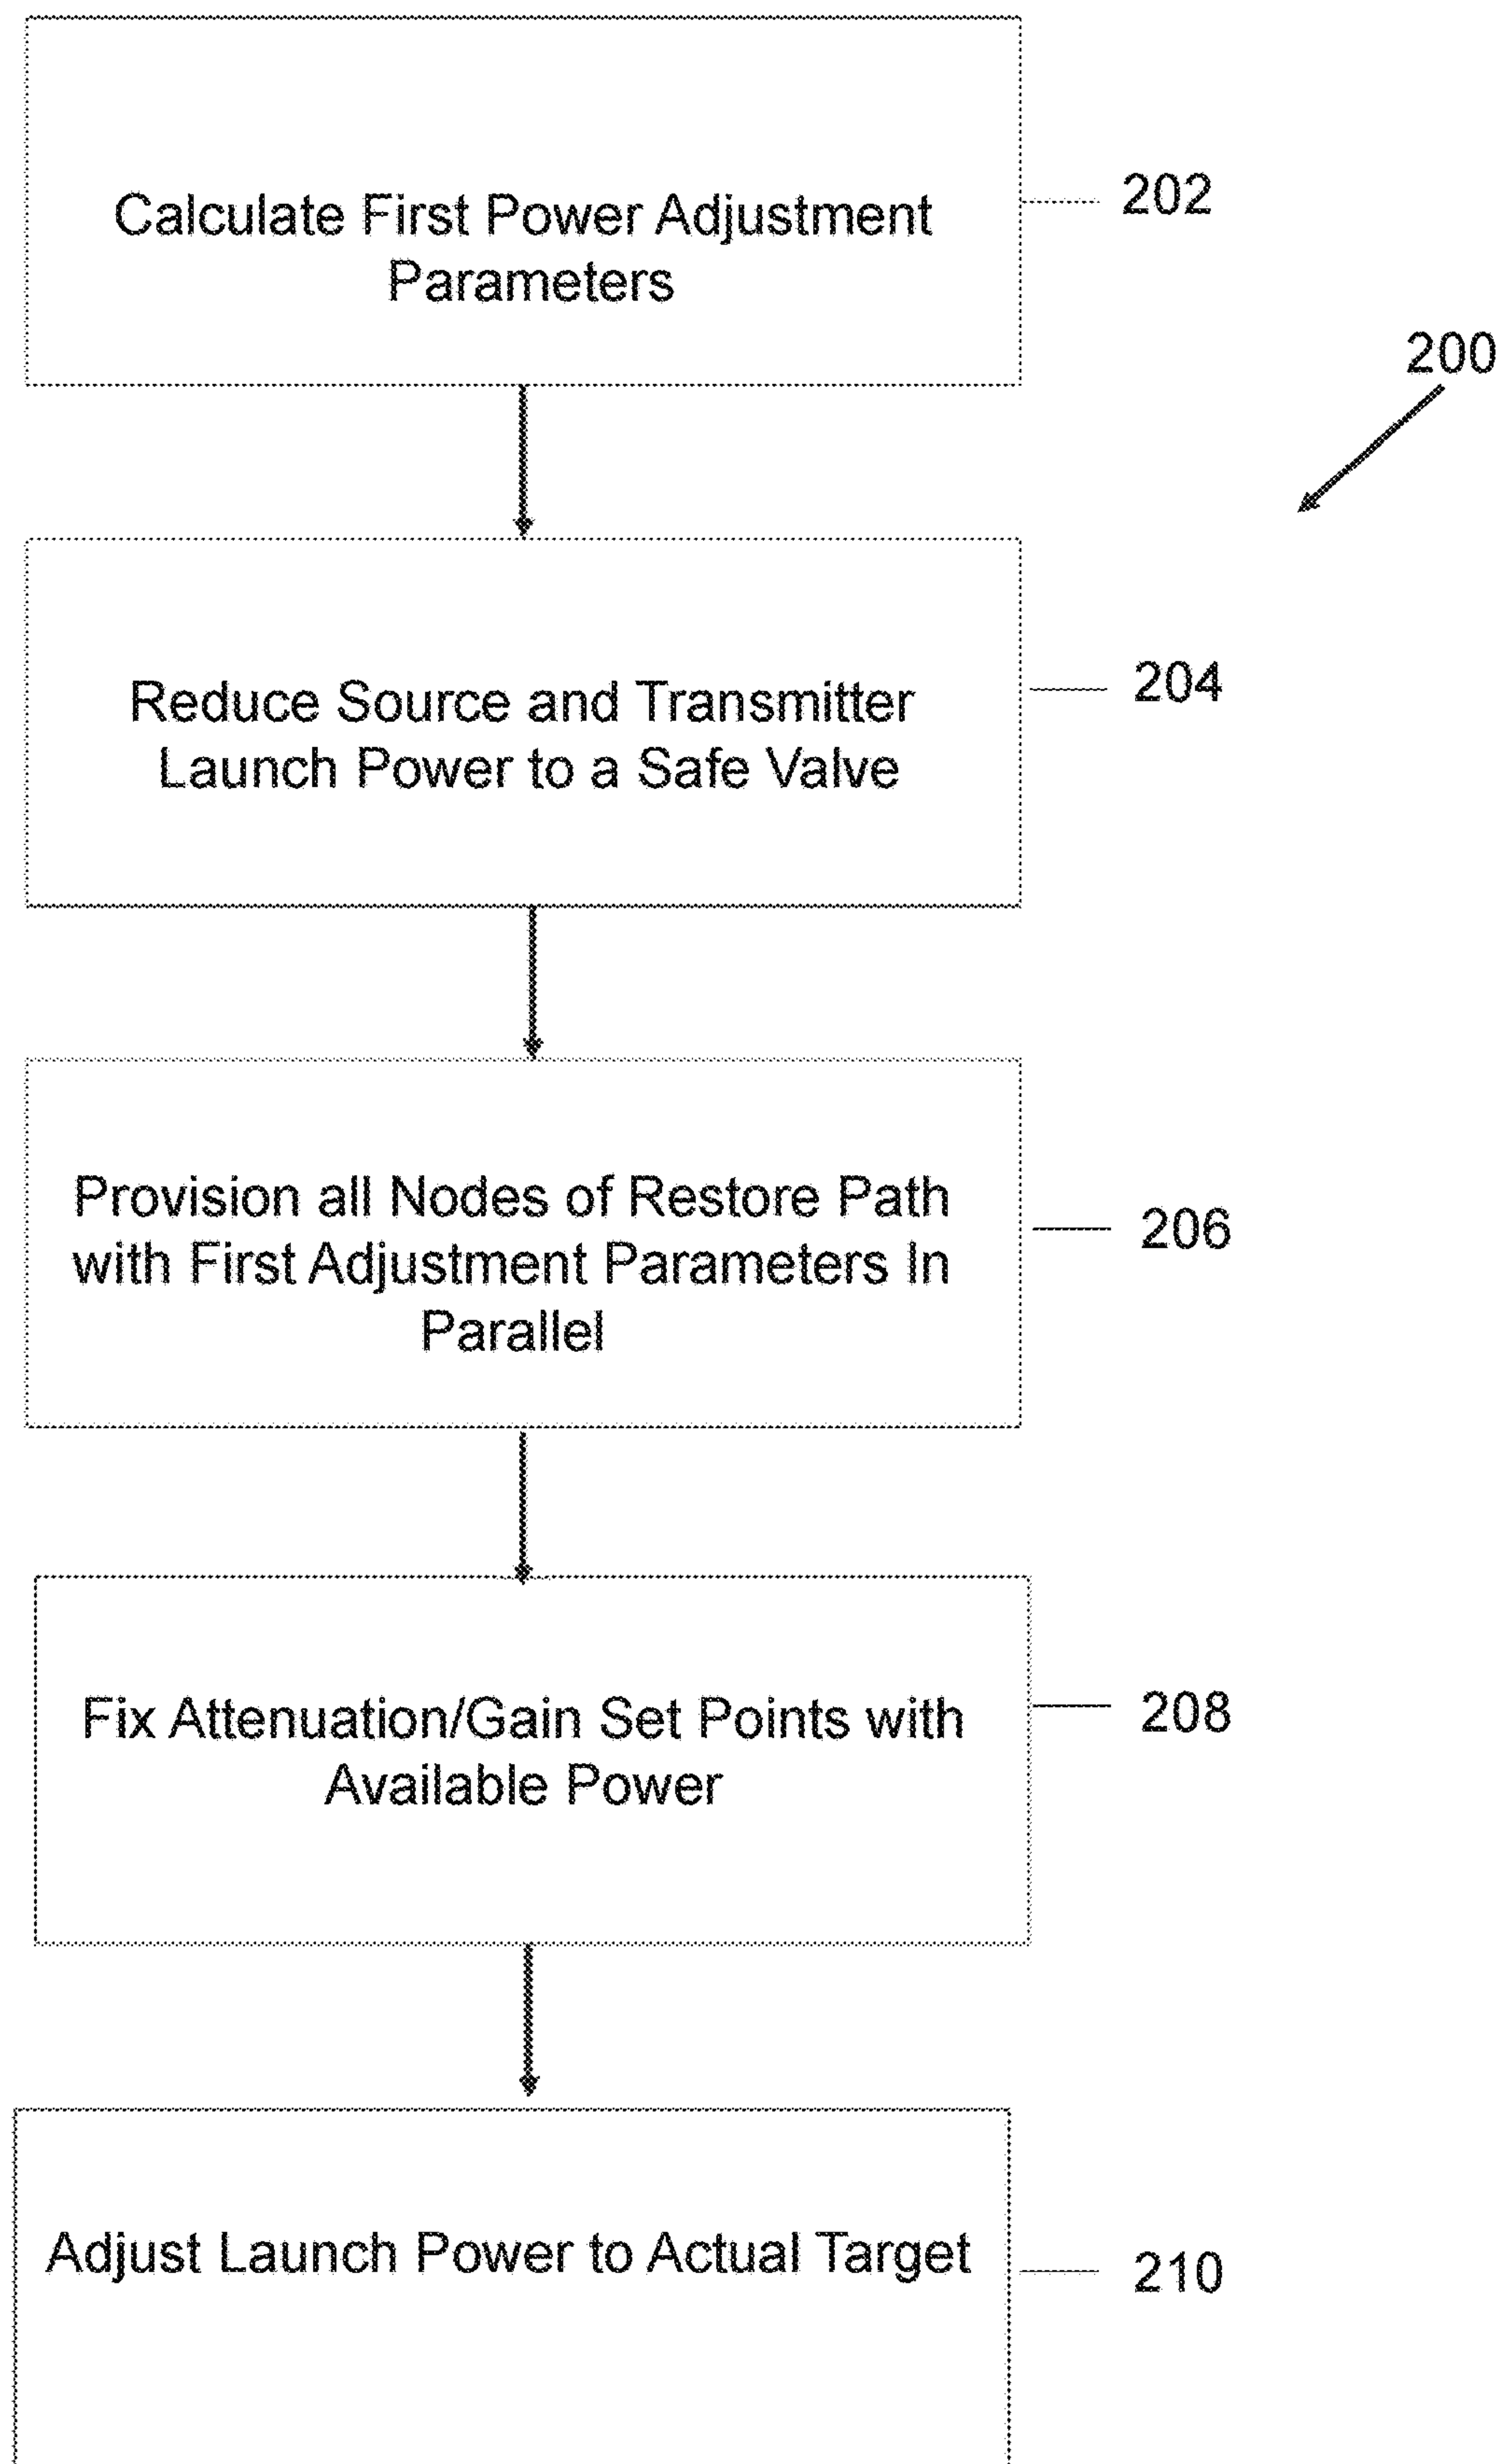 Calculate First Power Adjustment
Parameters
202
200
Reduce Source and Transmitter
Launch Power to a Safe Valve
204
Provision all Nodes of Restore Path
with First Adjustment Parameters In
Parallel
206
Fix Attenuation/Gain Set Points with
Available Power
208
Adjust Launch Power to Actual Target
210